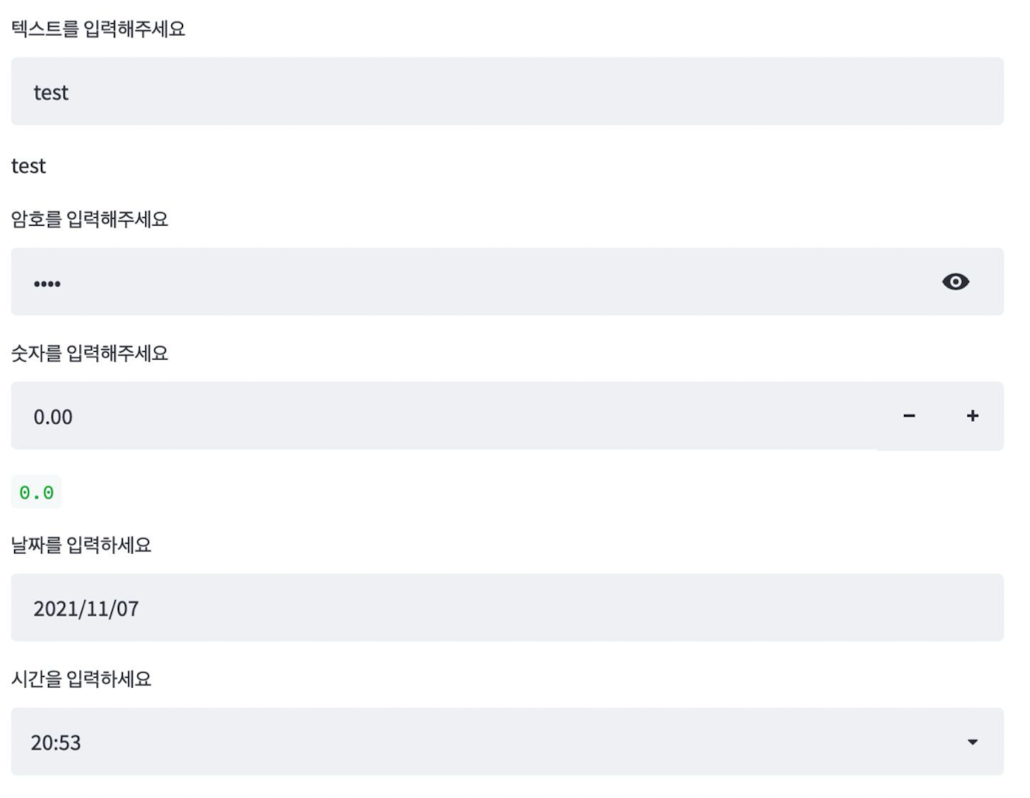 텍스트를 입력해주세요
test
test
암호를 입력해주세요
••••
숫자를 입력해주세요
0.00 − +
0.0
날짜를 입력하세요
2021/11/07
시간을 입력하세요
20:53